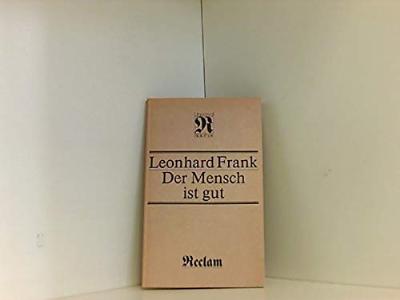 R
Leonhard Frank
Der Mensch
ist gut
Reclam